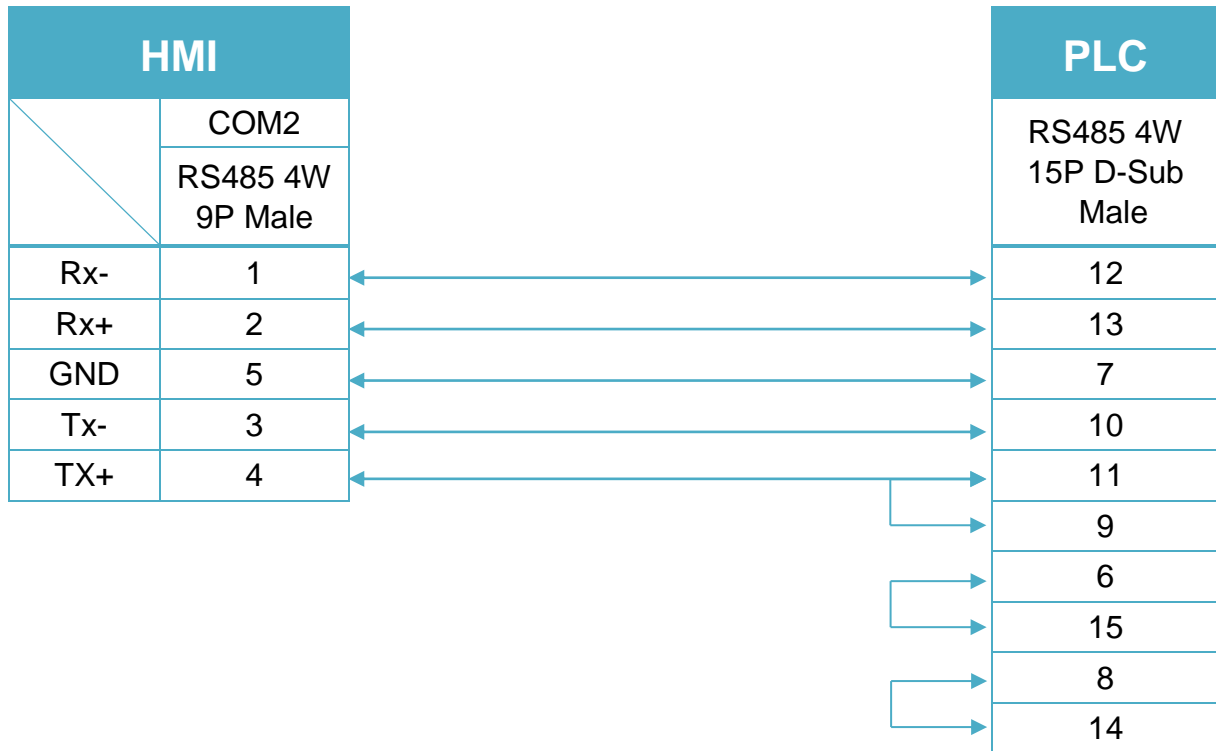 HMI
PLC
COM2
RS485 4W
9P Male
RS485 4W
15P D-Sub
Male
Rx- 1 12
Rx+ 2 13
GND 5 7
Tx- 3 10
TX+ 4 11
9
6
15
8
14